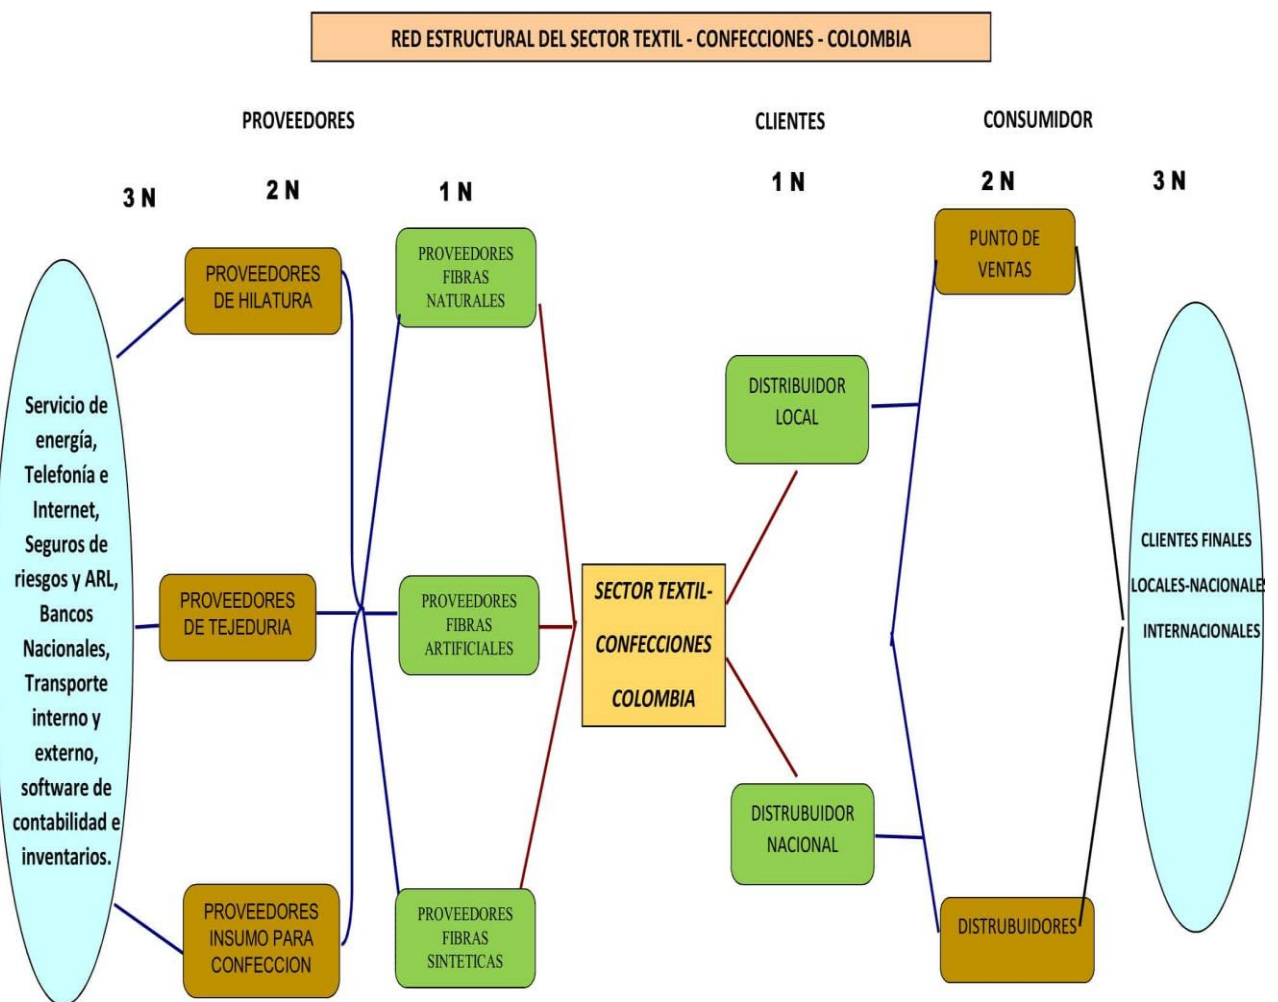 RED ESTRUCTURAL DEL SECTOR TEXTIL - CONFECCIONES - COLOMBIA
PROVEEDORES
CLIENTES
CONSUMIDOR
3 N
2 N
1 N
1 N
2 N
3 N
Servicio de
energía,
Telefonía e
Internet,
Seguros de
riesgos y ARL,
Bancos
Nacionales,
Transporte
interno y
externo,
software de
contabilidad e
inventarios.
PROVEEDORES
DE HILATURA
PROVEEDORES
DE TEJEDURIA
PROVEEDORES
INSUMO PARA
CONFECCION
PROVEEDORES
FIBRAS
NATURALES
PROVEEDORES
FIBRAS
ARTIFICIALES
PROVEEDORES
FIBRAS
SINTETICAS
SECTOR TEXTIL-
CONFECCIONES
COLOMBIA
DISTRIBUIDOR
LOCAL
DISTRUBUIDOR
NACIONAL
PUNTO DE
VENTAS
DISTRUBUIDORES
CLIENTES FINALES
LOCALES-NACIONALES
INTERNACIONALES